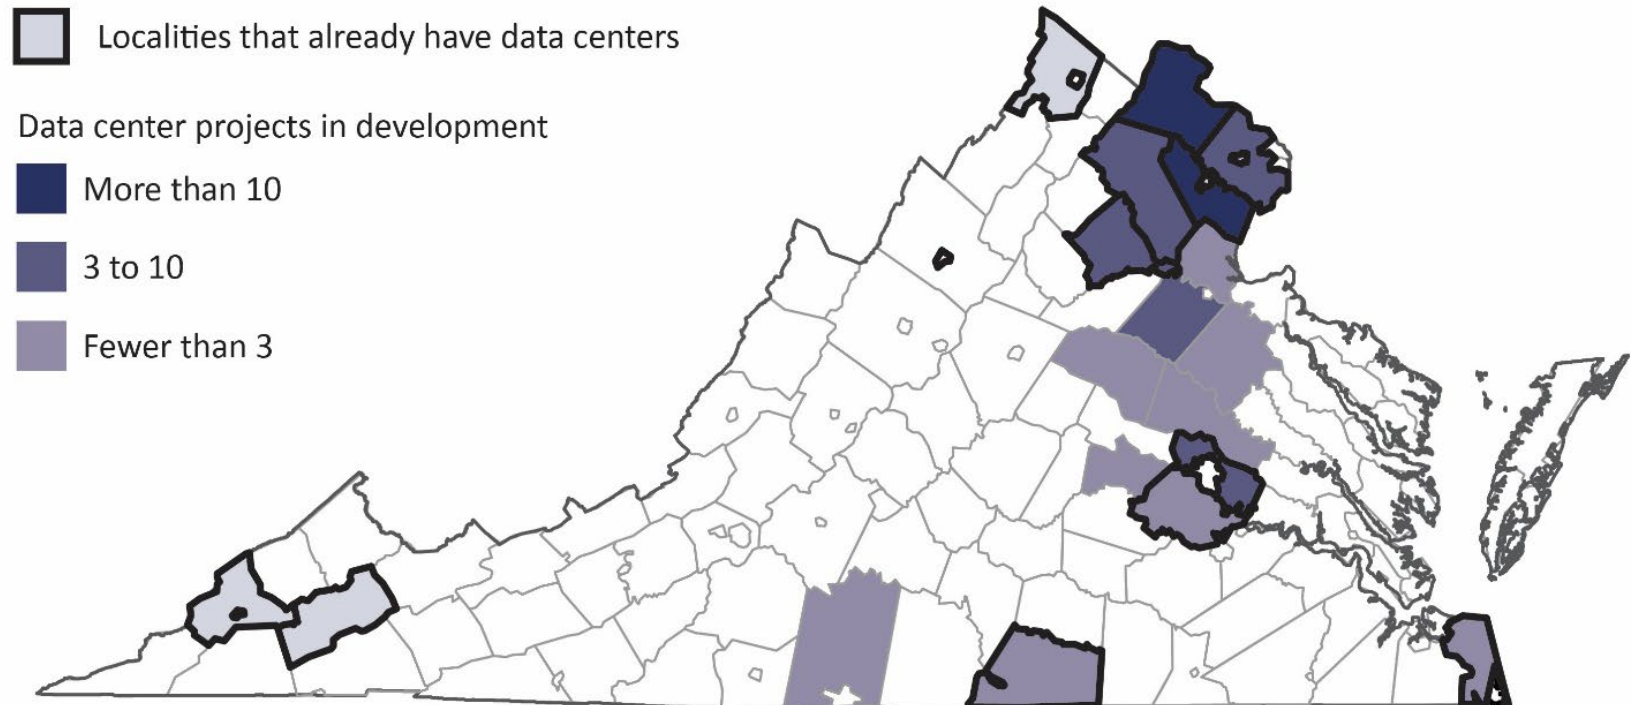 Localities that already have data centers
Data center projects in development
More than 10
3 to 10
Fewer than 3